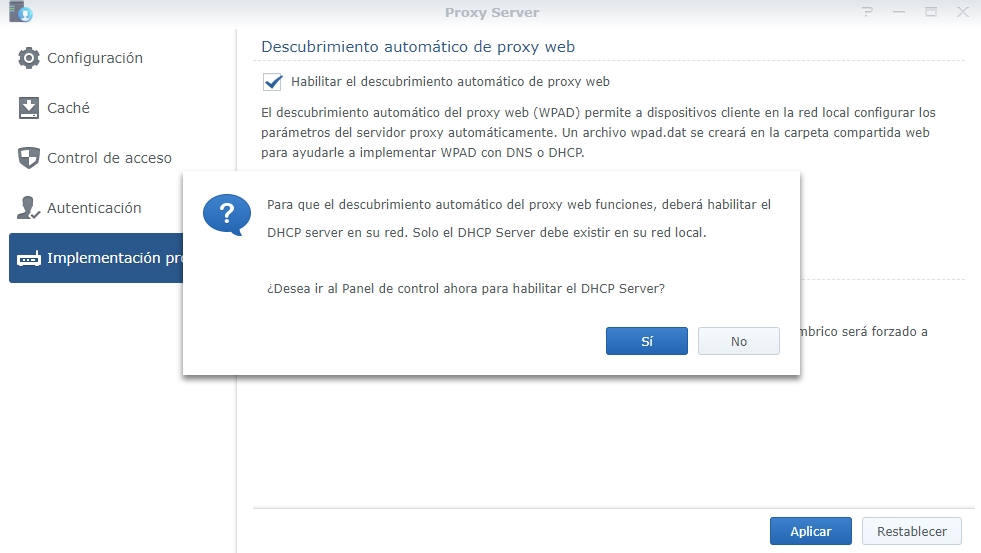 Proxy Server
Configuración
Caché
Control de acceso
Autenticación
Implementación pro
Descubrimiento automático de proxy web
Habilitar el descubrimiento automático de proxy web
El descubrimiento automático del proxy web (WPAD) permite a dispositivos cliente en la red local configurar los
parámetros del servidor proxy automáticamente. Un archivo wpad.dat se creará en la carpeta compartida web
para ayudarle a implementar WPAD con DNS o DHCP.
Para que el descubrimiento automático del proxy web funciones, deberá habilitar el
DHCP server en su red. Solo el DHCP Server debe existir en su red local.
¿Desea ir al Panel de control ahora para habilitar el DHCP Server?
Sí
No
mbrico será forzado a
Aplicar
Restablecer